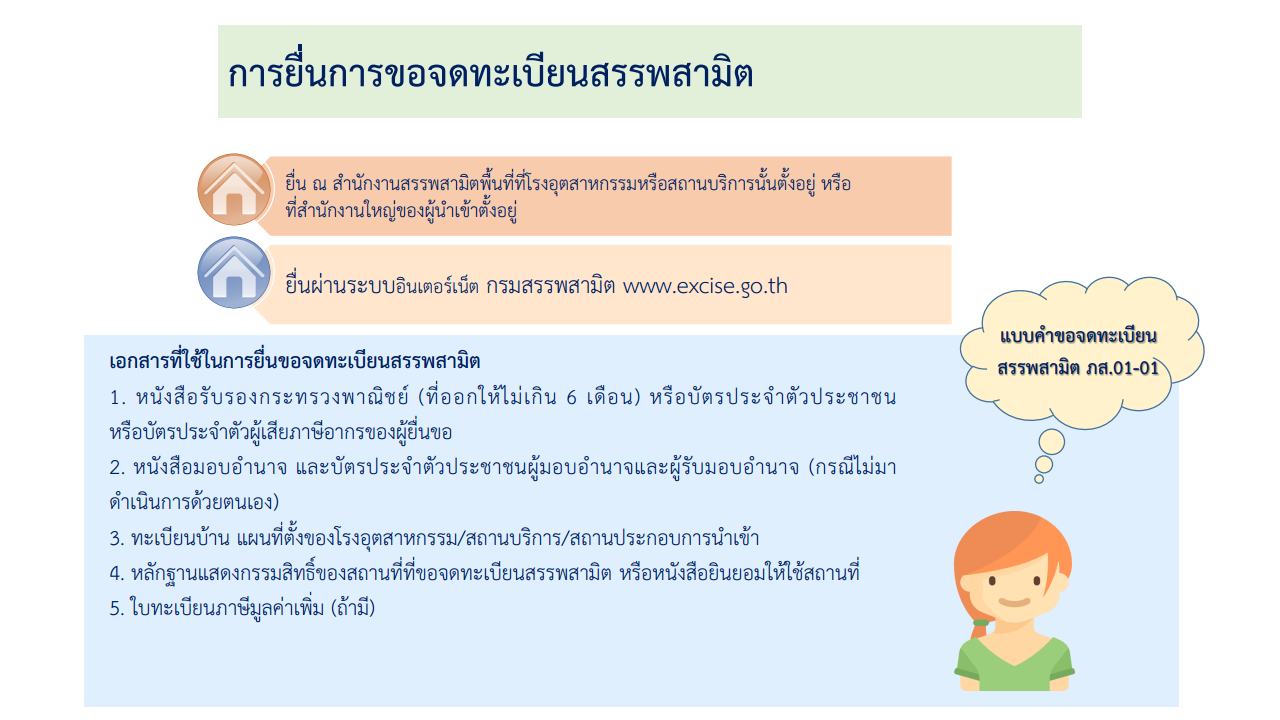 การยื่นการขอจดทะเบียนสรรพสามิต
ยื่น ณ สำนักงานสรรพสามิตพื้นที่ที่โรงอุตสาหกรรมหรือสถานบริการนั้นตั้งอยู่ หรือ
ที่สำนักงานใหญ่ของผู้นำเข้าตั้งอยู่
ยื่นผ่านระบบอินเตอร์เน็ต กรมสรรพสามิต www.excise.go.th
แบบคำขอจดทะเบียน
สรรพสามิต ภส.01-01
เอกสารที่ใช้ในการยื่นขอจดทะเบียนสรรพสามิต
1. หนังสือรับรองกระทรวงพาณิชย์ (ที่ออกให้ไม่เกิน 6 เดือน) หรือบัตรประจำตัวประชาชน
หรือบัตรประจำตัวผู้เสียภาษีอากรของผู้ยื่นขอ
2. หนังสือมอบอำนาจ และบัตรประจำตัวประชาชนผู้มอบอำนาจและผู้รับมอบอำนาจ (กรณีไม่มา
ดำเนินการด้วยตนเอง)
3. ทะเบียนบ้าน แผนที่ตั้งของโรงอุตสาหกรรม/สถานบริการ/สถานประกอบการนำเข้า
4. หลักฐานแสดงกรรมสิทธิ์ของสถานที่ที่ขอจดทะเบียนสรรพสามิต หรือหนังสือยินยอมให้ใช้สถานที่
5. ใบทะเบียนภาษีมูลค่าเพิ่ม (ถ้ามี)